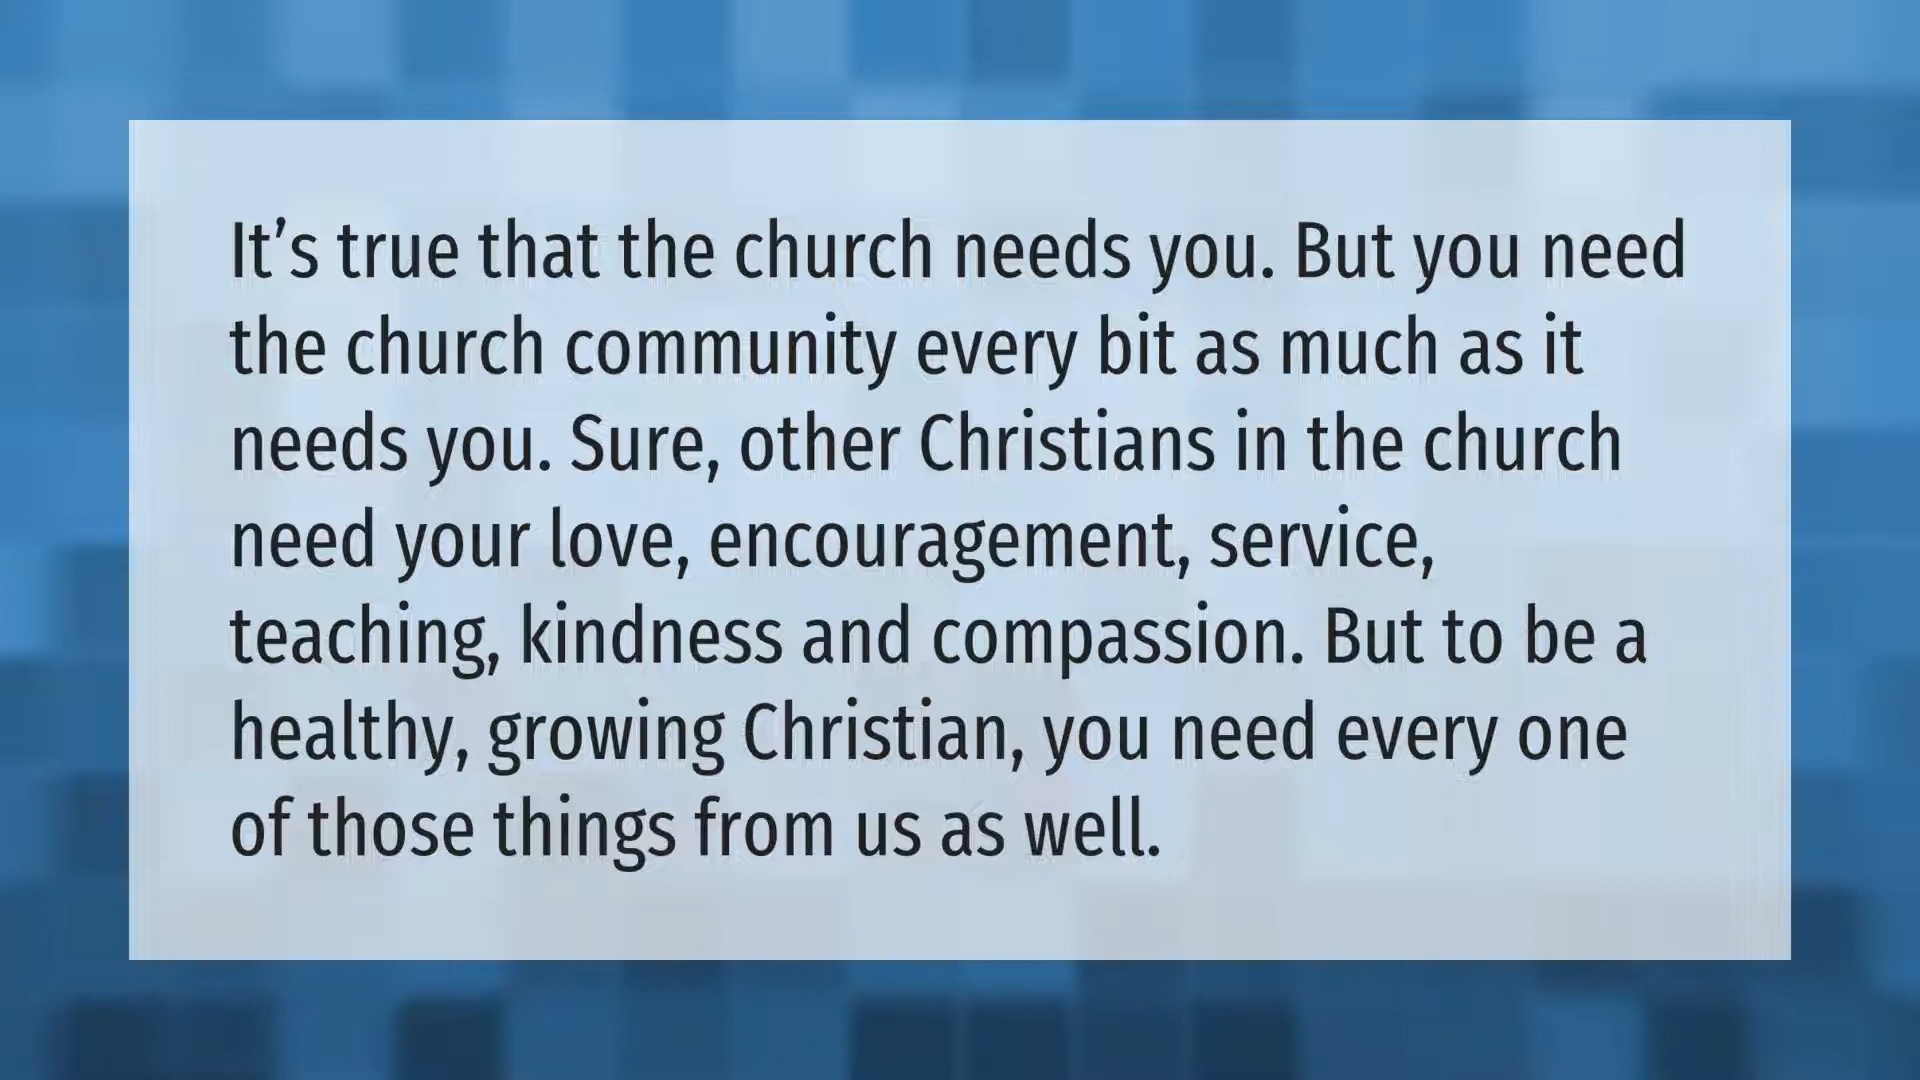 It’s true that the church needs you. But you need
the church community every bit as much as it
needs you. Sure, other Christians in the church
need your love, encouragement, service,
teaching, kindness and compassion. But to be a
healthy, growing Christian, you need every one
of those things from us as well.